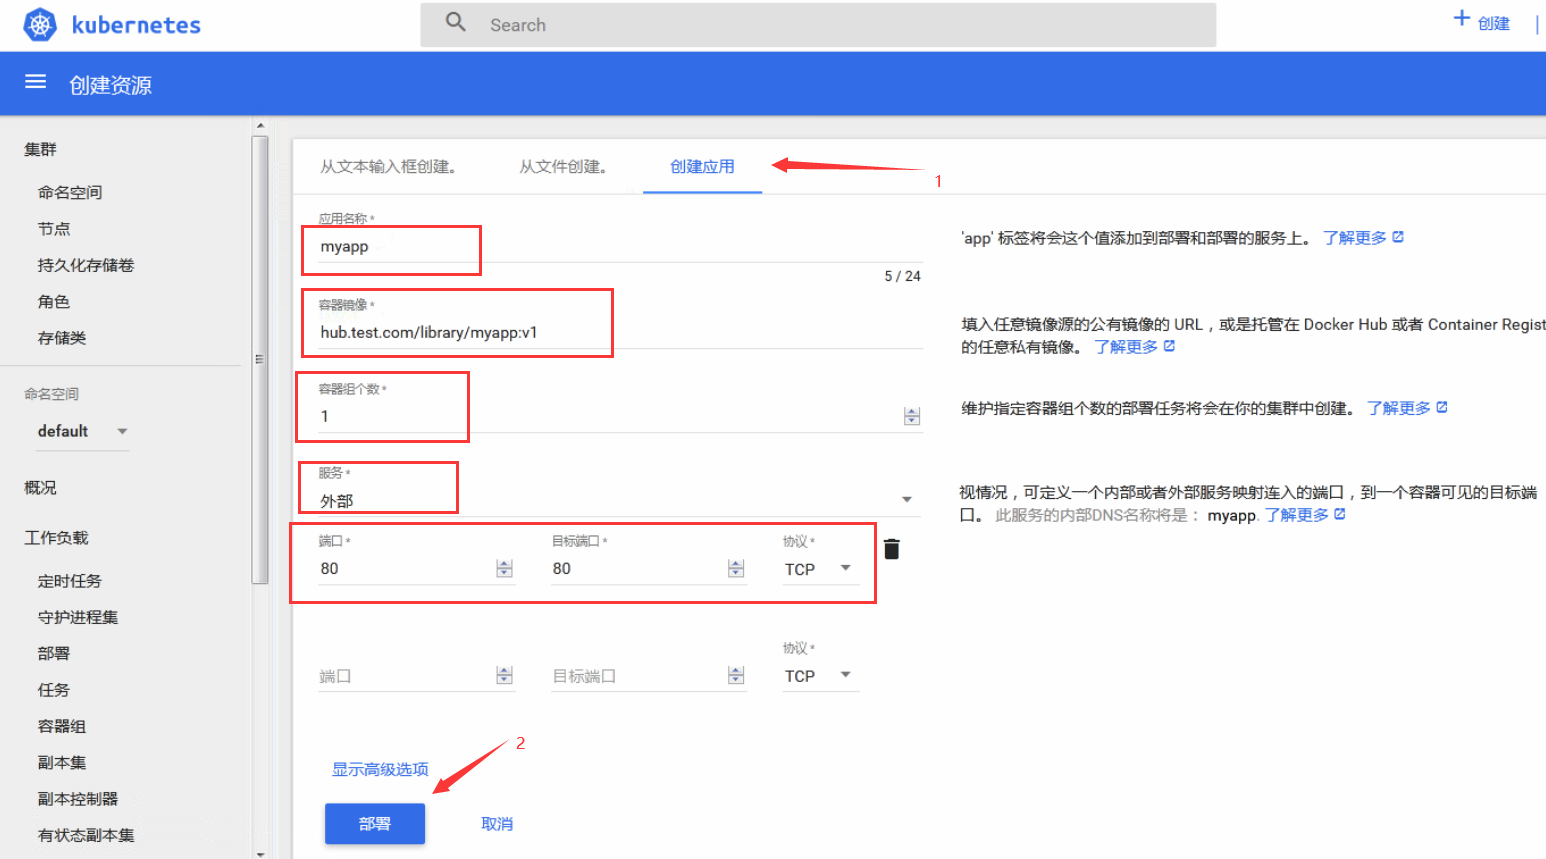 kubernetes
Search
创建
创建资源
集群
命名空间
节点
持久化存储卷
角色
存储类
命名空间
default
概况
工作负载
定时任务
守护进程集
部署
任务
容器组
副本集
副本控制器
有状态副本集
从文本输入框创建。
从文件创建。
创建应用
1
应用名称 *
myapp
5 / 24
'app' 标签将会这个值添加到部署和部署的服务上。 了解更多
容器镜像 *
hub.test.com/library/myapp:v1
填入任意镜像源的公有镜像的 URL，或是托管在 Docker Hub 或者 Container Regist
的任意私有镜像。 了解更多
容器组个数 *
1
维护指定容器组个数的部署任务将会在你的集群中创建。 了解更多
服务 *
外部
视情况，可定义一个内部或者外部服务映射连入的端口，到一个容器可见的目标端
口。 此服务的内部DNS名称将是： myapp. 了解更多
端口 * 目标端口 * 协议 *
80 80 TCP
协议 *
端口 目标端口 TCP
2
显示高级选项
部署 取消